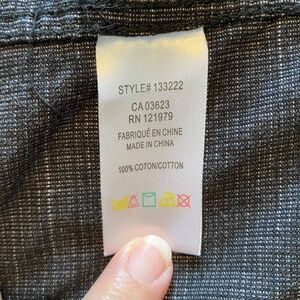 STYLE# 133222
CA 03623
RN 121979
FABRIQUÉ EN CHINE
MADE IN CHINA
100% COTON/COTTON